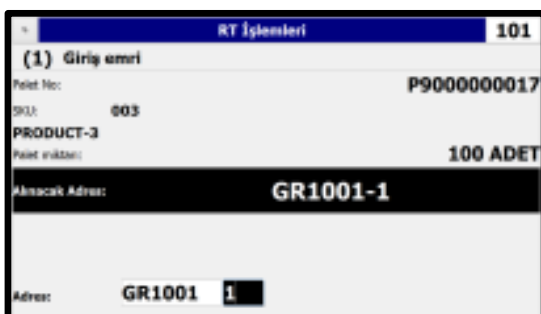 RT İşlemleri 101
(1) Giriş emri
Palet No: P9000000017
SKU: 003
PRODUCT-3
Palet miktarı: 100 ADET
Alınacak Adres: GR1001-1
Adres: GR1001 1